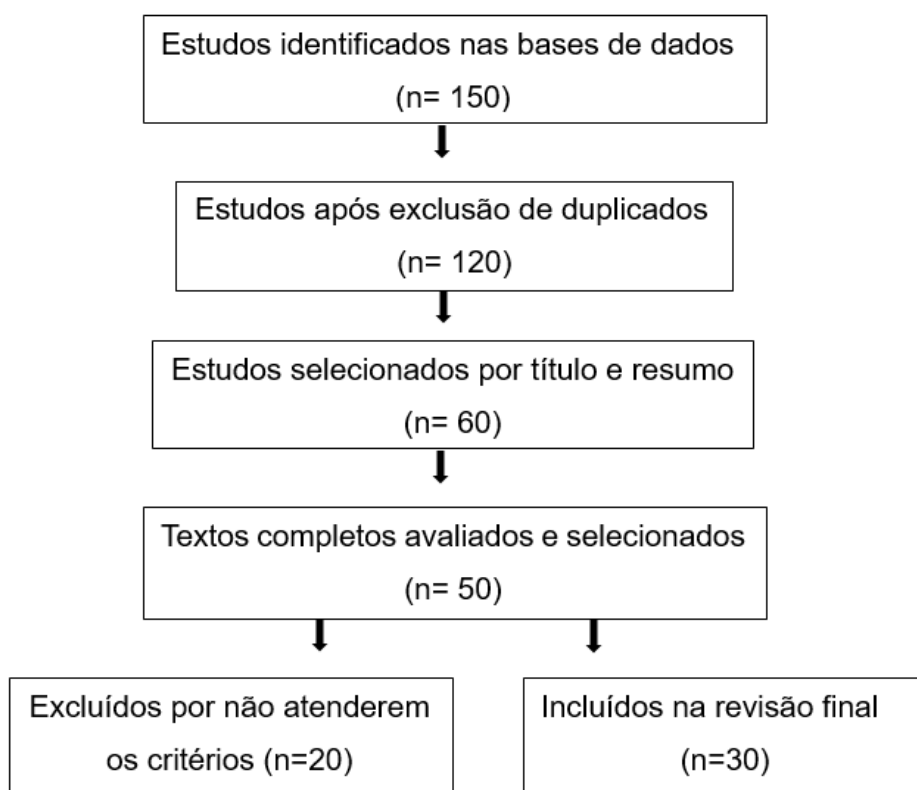 Estudos identificados nas bases de dados
(n= 150)
Estudos após exclusão de duplicados
(n= 120)
Estudos selecionados por título e resumo
(n= 60)
Textos completos avaliados e selecionados
(n= 50)
Excluídos por não atenderem
os critérios (n=20)
Incluídos na revisão final
(n=30)